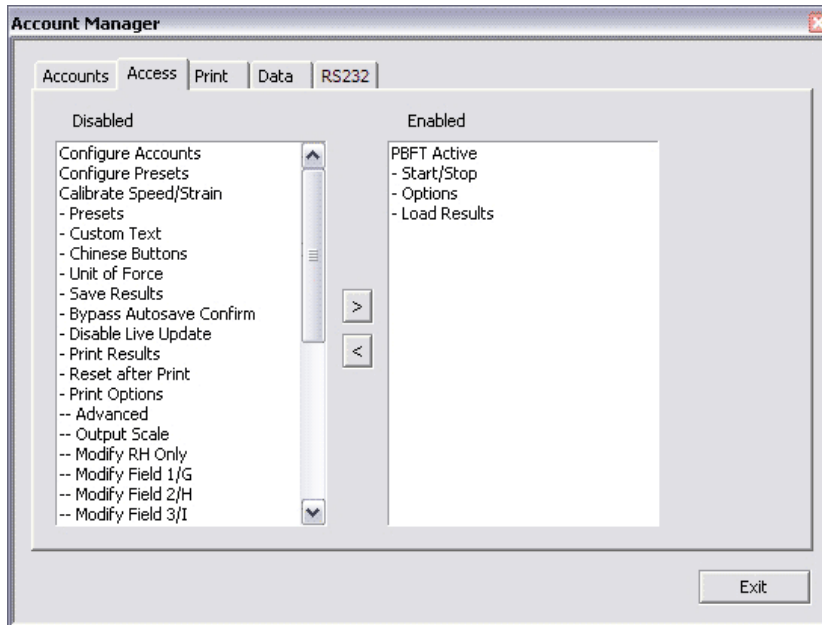 Account Manager
Accounts Access Print Data RS232
Disabled
Configure Accounts
Configure Presets
Calibrate Speed/Strain
- Presets
- Custom Text
- Chinese Buttons
- Unit of Force
- Save Results
- Bypass Autosave Confirm
- Disable Live Update
- Print Results
- Reset after Print
- Print Options
-- Advanced
-- Output Scale
-- Modify RH Only
-- Modify Field 1/G
-- Modify Field 2/H
-- Modify Field 3/I
>
<
Enabled
PBFT Active
- Start/Stop
- Options
- Load Results
Exit